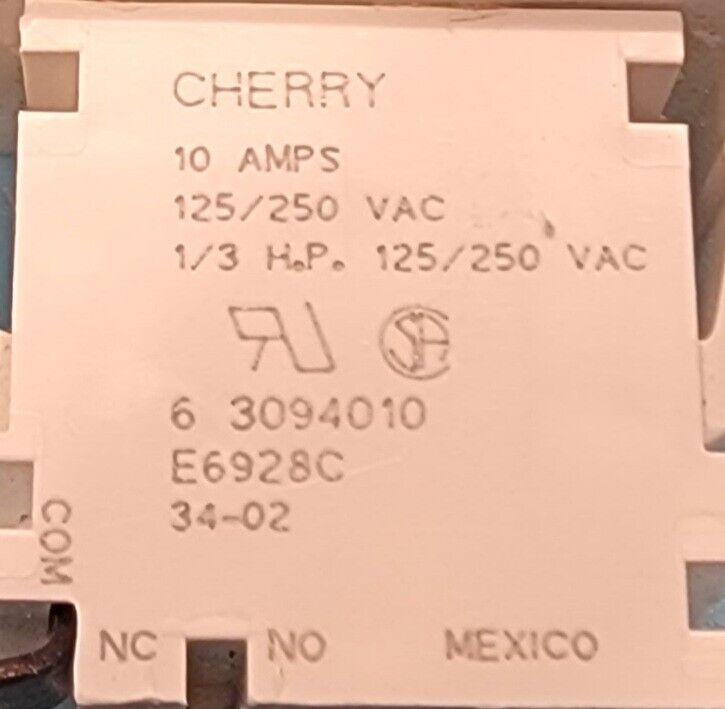 CHERRY
10 AMPS
125/250 VAC
1/3 H.P. 125/250 VAC
6 3094010
E6928C
34-02
COM
NC NO MEXICO